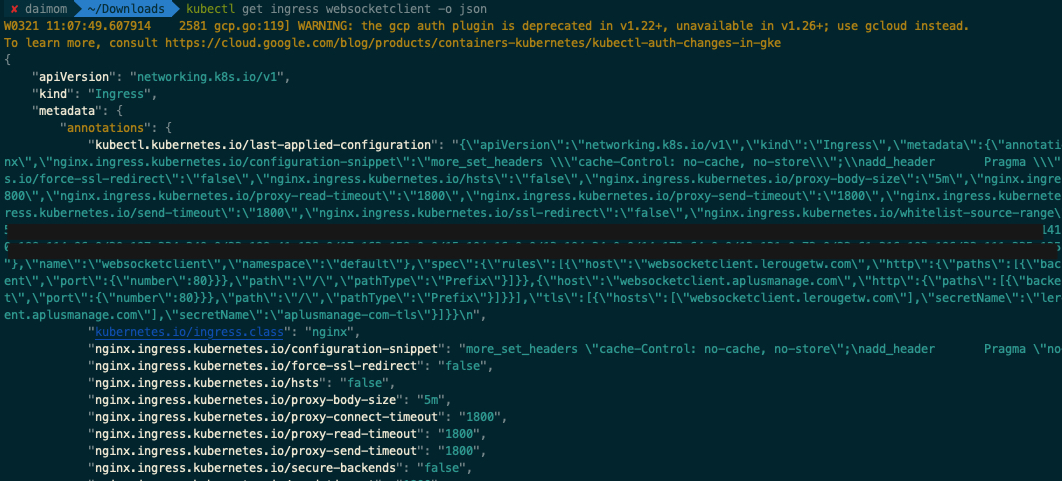 ✘ daimom ~/Downloads kubectl get ingress websocketclient -o json
W0321 11:07:49.607914    2581 gcp.go:119] WARNING: the gcp auth plugin is deprecated in v1.22+, unavailable in v1.26+; use gcloud instead.
To learn more, consult https://cloud.google.com/blog/products/containers-kubernetes/kubectl-auth-changes-in-gke
{
    "apiVersion": "networking.k8s.io/v1",
    "kind": "Ingress",
    "metadata": {
        "annotations": {
            "kubectl.kubernetes.io/last-applied-configuration": "{\"apiVersion\":\"networking.k8s.io/v1\",\"kind\":\"Ingress\",\"metadata\":{\"annotati
nx\",\"nginx.ingress.kubernetes.io/configuration-snippet\":\"more_set_headers \\\"cache-Control: no-cache, no-store\\\";\\nadd_header       Pragma \\\"
s.io/force-ssl-redirect\":\"false\",\"nginx.ingress.kubernetes.io/hsts\":\"false\",\"nginx.ingress.kubernetes.io/proxy-body-size\":\"5m\",\"nginx.ingres
800\",\"nginx.ingress.kubernetes.io/proxy-read-timeout\":\"1800\",\"nginx.ingress.kubernetes.io/proxy-send-timeout\":\"1800\",\"nginx.ingress.kubernete
ress.kubernetes.io/send-timeout\":\"1800\",\"nginx.ingress.kubernetes.io/ssl-redirect\":\"false\",\"nginx.ingress.kubernetes.io/whitelist-source-range\
141
"},\"name\":\"websocketclient\",\"namespace\":\"default\"},\"spec\":{\"rules\":[{\"host\":\"websocketclient.lerougetw.com\",\"http\":{\"paths\":[{\"bac
ent\",\"port\":{\"number\":80}}},\"path\":\"/\",\"pathType\":\"Prefix\"}]}},{\"host\":\"websocketclient.aplusmanage.com\",\"http\":{\"paths\":[{\"backe
t\",\"port\":{\"number\":80}}},\"path\":\"/\",\"pathType\":\"Prefix\"}]}}],\"tls\":[{\"hosts\":[\"websocketclient.lerougetw.com\"],\"secretName\":\"ler
ent.aplusmanage.com\"],\"secretName\":\"aplusmanage-com-tls\"}]}}\n",
            "kubernetes.io/ingress.class": "nginx",
            "nginx.ingress.kubernetes.io/configuration-snippet": "more_set_headers \"cache-Control: no-cache, no-store\";\nadd_header       Pragma \"no
            "nginx.ingress.kubernetes.io/force-ssl-redirect": "false",
            "nginx.ingress.kubernetes.io/hsts": "false",
            "nginx.ingress.kubernetes.io/proxy-body-size": "5m",
            "nginx.ingress.kubernetes.io/proxy-connect-timeout": "1800",
            "nginx.ingress.kubernetes.io/proxy-read-timeout": "1800",
            "nginx.ingress.kubernetes.io/proxy-send-timeout": "1800",
            "nginx.ingress.kubernetes.io/secure-backends": "false",